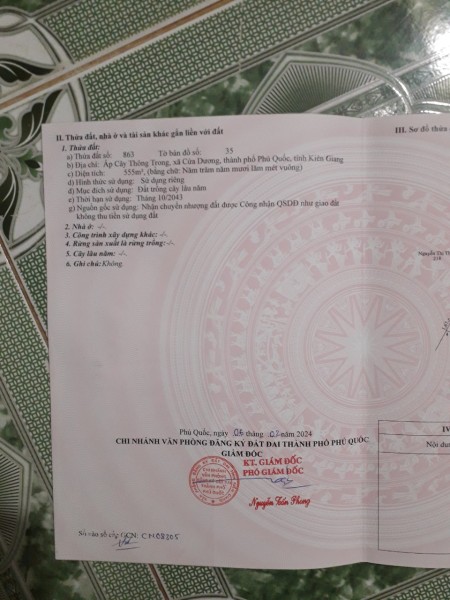 II. Thửa đất, nhà ở và tài sản khác gắn liền với đất
III. Sơ đồ thửa
1. Thửa đất:
a) Thửa đất số: 863 Tờ bản đồ số: 35
b) Địa chỉ: Ấp Cây Thông Trong, xã Cửa Dương, thành phố Phú Quốc, tỉnh Kiên Giang
c) Diện tích: 555m², (bằng chữ: Năm trăm năm mươi lăm mét vuông)
d) Hình thức sử dụng: Sử dụng riêng
đ) Mục đích sử dụng: Đất trồng cây lâu năm
e) Thời hạn sử dụng: Tháng 10/2043
g) Nguồn gốc sử dụng: Nhận chuyển nhượng đất được Công nhận QSDĐ như giao đất
không thu tiền sử dụng đất
2. Nhà ở: -/-
3. Công trình xây dựng khác: -/-
4. Rừng sản xuất là rừng trồng: -/-
5. Cây lâu năm: -/-
6. Ghi chú: Không
Nguyễn Thị
Phú Quốc, ngày 06 tháng 02 năm 2024
CHI NHÁNH VĂN PHÒNG ĐĂNG KÝ ĐẤT ĐAI THÀNH PHỐ PHÚ QUỐC
GIÁM ĐỐC
KT. GIÁM ĐỐC
PHÓ GIÁM ĐỐC
Nguyễn Tấn Phong
IV
Nội du
Số vào sổ cấp GCN: CN08305